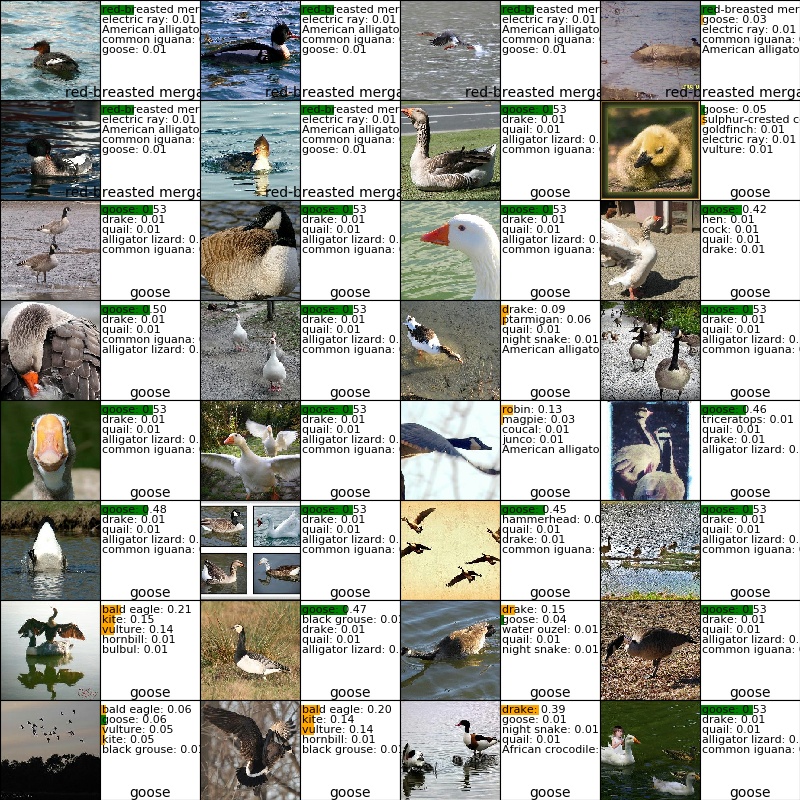 red-breasted mer
electric ray: 0.01
American alligato
common iguana:
goose: 0.01
red-breasted merga
red-breasted mer
electric ray: 0.01
American alligato
common iguana:
goose: 0.01
red-breasted merga
red-breasted mer
electric ray: 0.01
American alligato
common iguana:
goose: 0.01
red-breasted merga
red-breasted mer
goose: 0.03
electric ray: 0.01
common iguana:
American alligato
red-breasted merga
red-breasted mer
electric ray: 0.01
American alligato
common iguana:
goose: 0.01
red-breasted merga
red-breasted mer
electric ray: 0.01
American alligato
common iguana:
goose: 0.01
red-breasted merga
goose: 0.53
drake: 0.01
quail: 0.01
alligator lizard: 0.
common iguana:
goose
goose: 0.05
sulphur-crested c
goldfinch: 0.01
electric ray: 0.01
vulture: 0.01
goose
goose: 0.53
drake: 0.01
quail: 0.01
alligator lizard: 0.
common iguana:
goose
goose: 0.53
drake: 0.01
quail: 0.01
alligator lizard: 0.
common iguana:
goose
goose: 0.53
drake: 0.01
quail: 0.01
alligator lizard: 0.
common iguana:
goose
goose: 0.42
hen: 0.01
cock: 0.01
quail: 0.01
drake: 0.01
goose
goose: 0.50
drake: 0.01
quail: 0.01
common iguana:
alligator lizard: 0.
goose
goose: 0.53
drake: 0.01
quail: 0.01
alligator lizard: 0.
common iguana:
goose
drake: 0.09
ptarmigan: 0.06
quail: 0.01
night snake: 0.01
American alligato
goose
goose: 0.53
drake: 0.01
quail: 0.01
alligator lizard: 0.
common iguana:
goose
goose: 0.53
drake: 0.01
quail: 0.01
alligator lizard: 0.
common iguana:
goose
goose: 0.53
drake: 0.01
quail: 0.01
alligator lizard: 0.
common iguana:
goose
robin: 0.13
magpie: 0.03
coucal: 0.01
junco: 0.01
American alligato
goose
goose: 0.46
triceratops: 0.01
quail: 0.01
drake: 0.01
alligator lizard: 0.
goose
goose: 0.48
drake: 0.01
quail: 0.01
alligator lizard: 0.
common iguana:
goose
goose: 0.53
drake: 0.01
quail: 0.01
alligator lizard: 0.
common iguana:
goose
goose: 0.45
hammerhead: 0.0
quail: 0.01
drake: 0.01
common iguana:
goose
goose: 0.53
drake: 0.01
quail: 0.01
alligator lizard: 0.
common iguana:
goose
bald eagle: 0.21
kite: 0.15
vulture: 0.14
hornbill: 0.01
bulbul: 0.01
goose
goose: 0.47
black grouse: 0.01
drake: 0.01
quail: 0.01
alligator lizard: 0.
goose
drake: 0.15
goose: 0.04
water ouzel: 0.01
quail: 0.01
night snake: 0.01
goose
goose: 0.53
drake: 0.01
quail: 0.01
alligator lizard: 0.
common iguana:
goose
bald eagle: 0.06
goose: 0.06
vulture: 0.05
kite: 0.05
black grouse: 0.01
goose
bald eagle: 0.20
kite: 0.14
vulture: 0.14
hornbill: 0.01
black grouse: 0.01
goose
drake: 0.39
goose: 0.01
night snake: 0.01
quail: 0.01
African crocodile:
goose
goose: 0.53
drake: 0.01
quail: 0.01
alligator lizard: 0.
common iguana:
goose